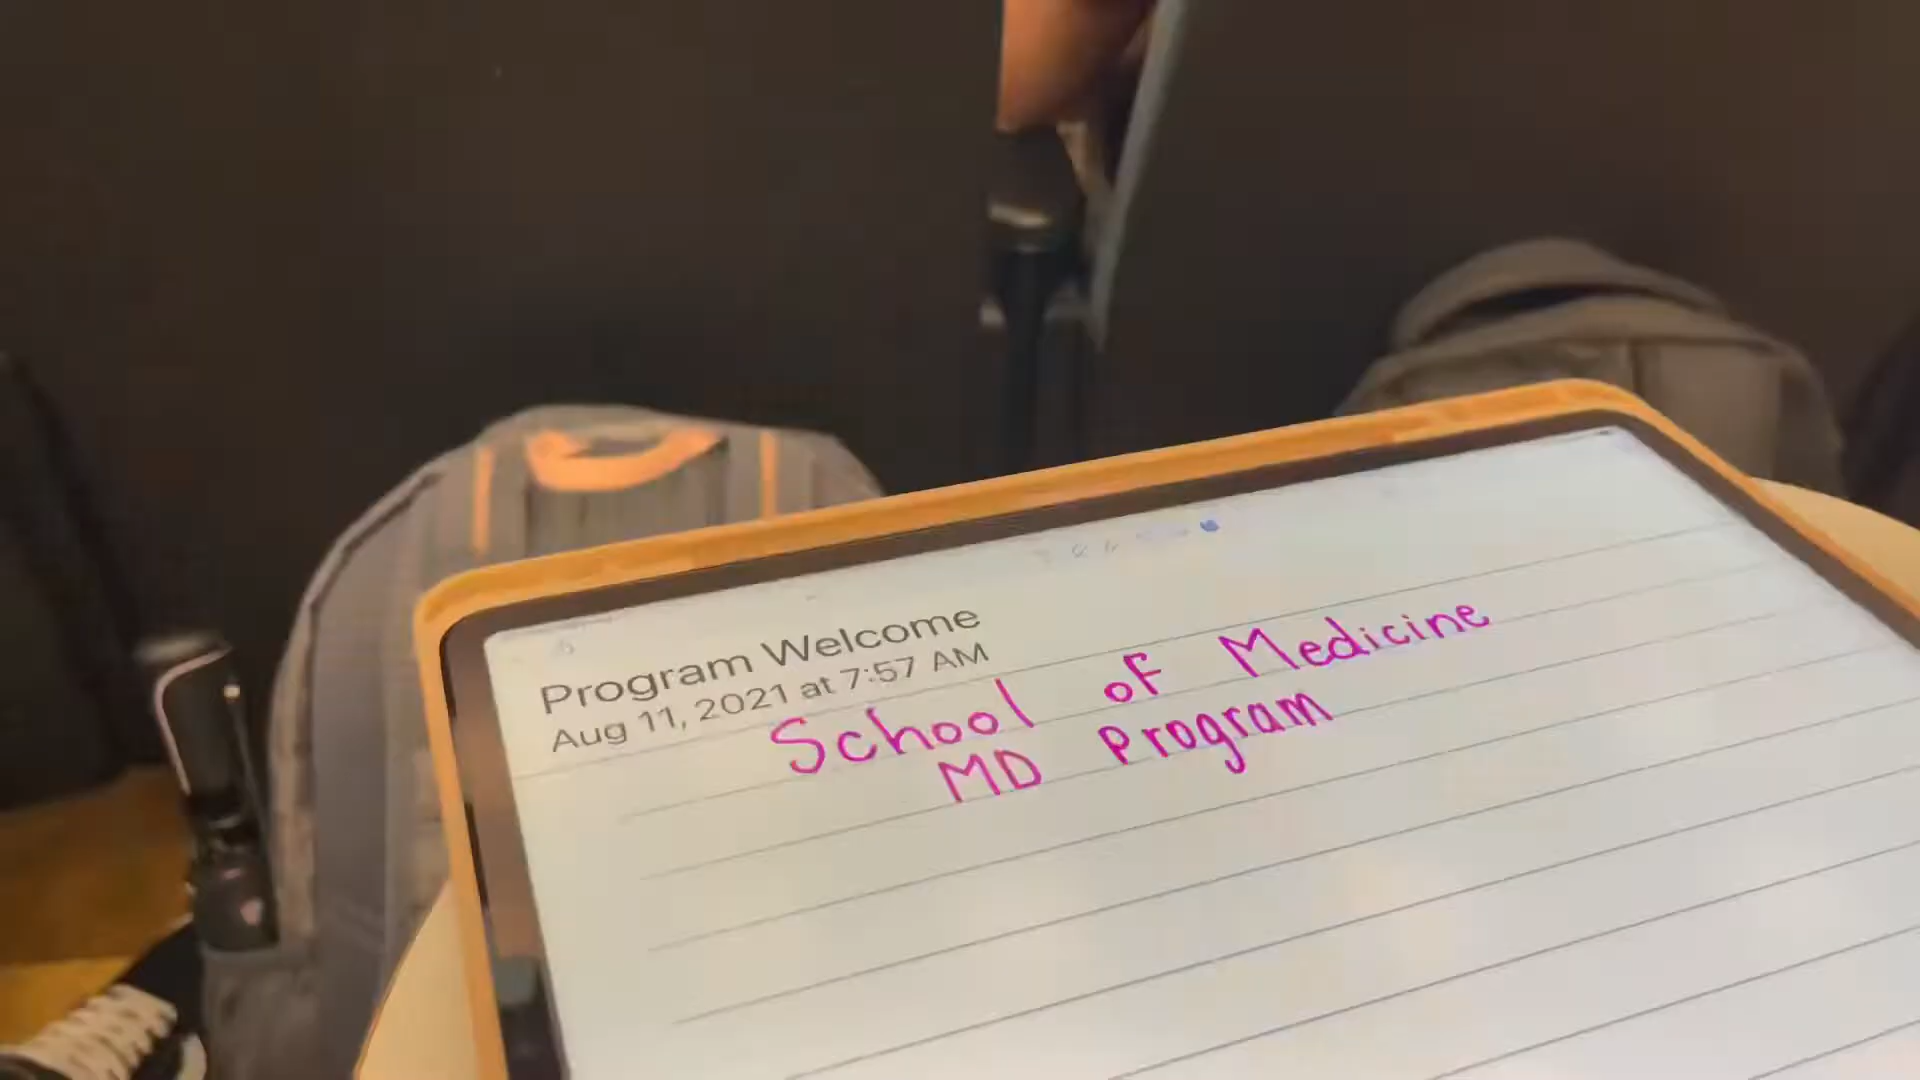 Program Welcome
Aug 11, 2021 at 7:57 AM
School of Medicine
MD Program